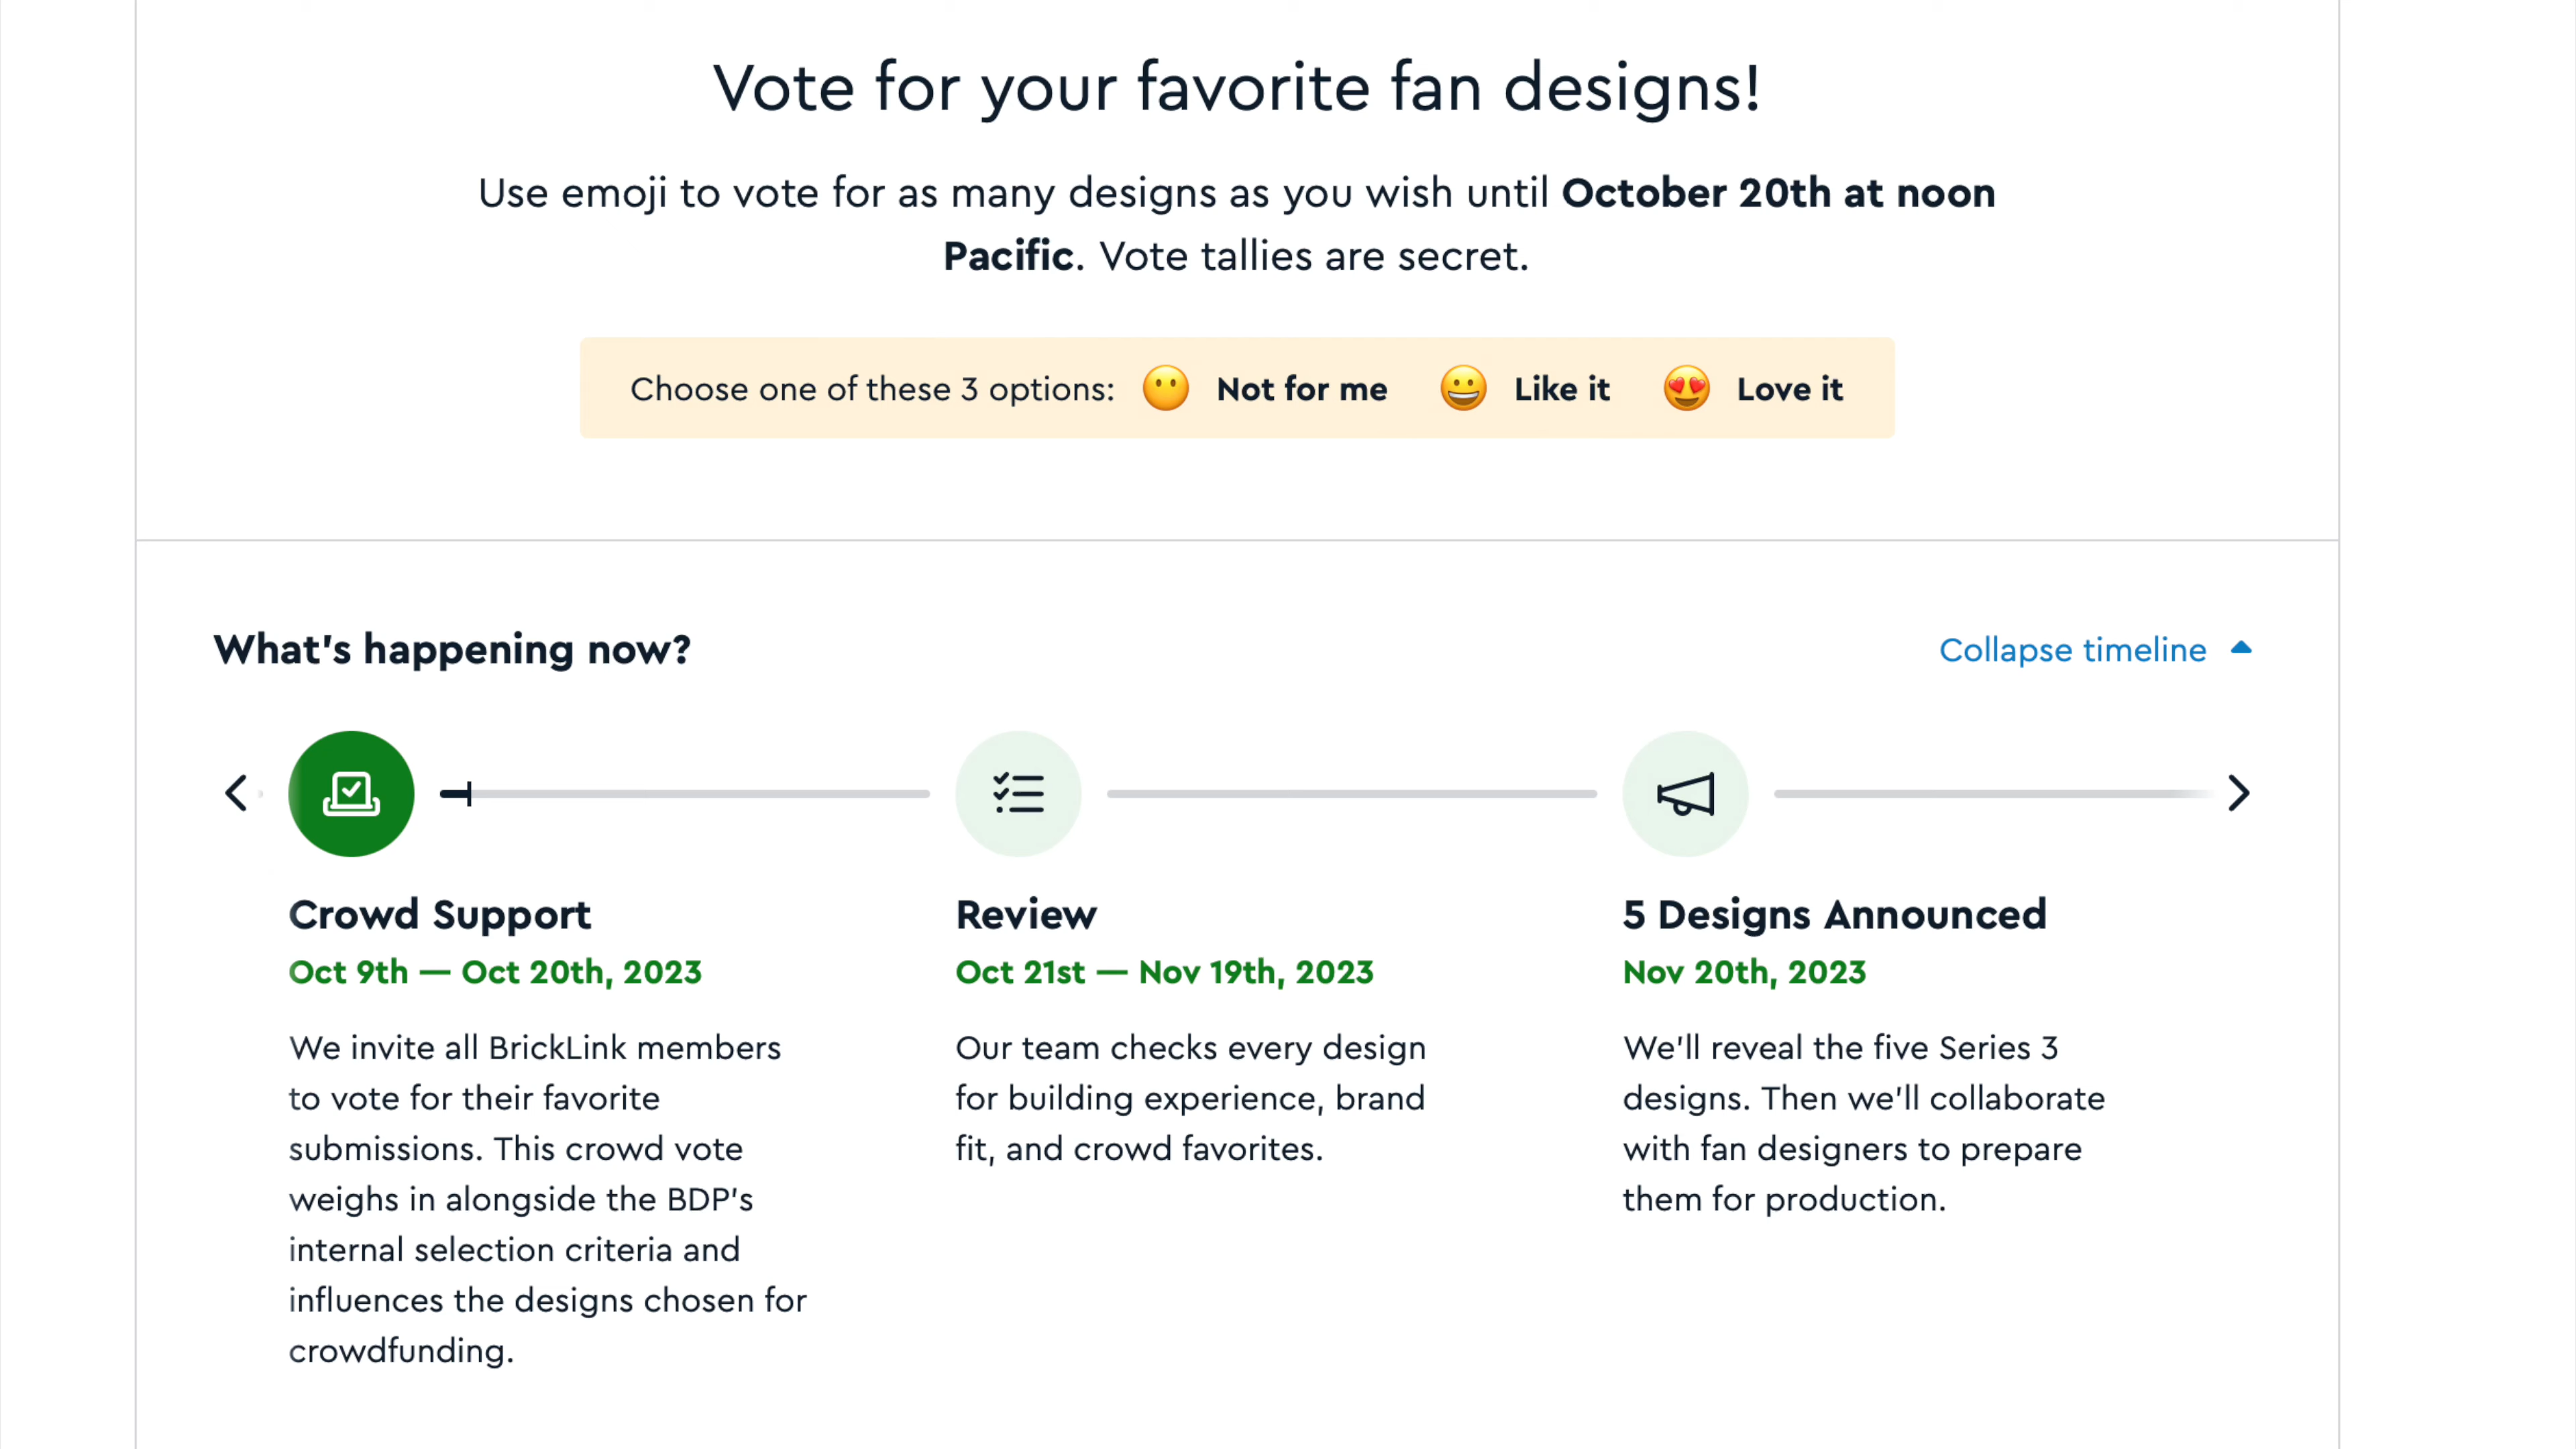 Vote for your favorite fan designs!
Use emoji to vote for as many designs as you wish until October 20th at noon
Pacific. Vote tallies are secret.
Choose one of these 3 options: 😶 Not for me 😀 Like it 😍 Love it
What's happening now?
Collapse timeline
Crowd Support
Oct 9th — Oct 20th, 2023
We invite all BrickLink members
to vote for their favorite
submissions. This crowd vote
weighs in alongside the BDP's
internal selection criteria and
influences the designs chosen for
crowdfunding.
Review
Oct 21st — Nov 19th, 2023
Our team checks every design
for building experience, brand
fit, and crowd favorites.
5 Designs Announced
Nov 20th, 2023
We'll reveal the five Series 3
designs. Then we'll collaborate
with fan designers to prepare
them for production.